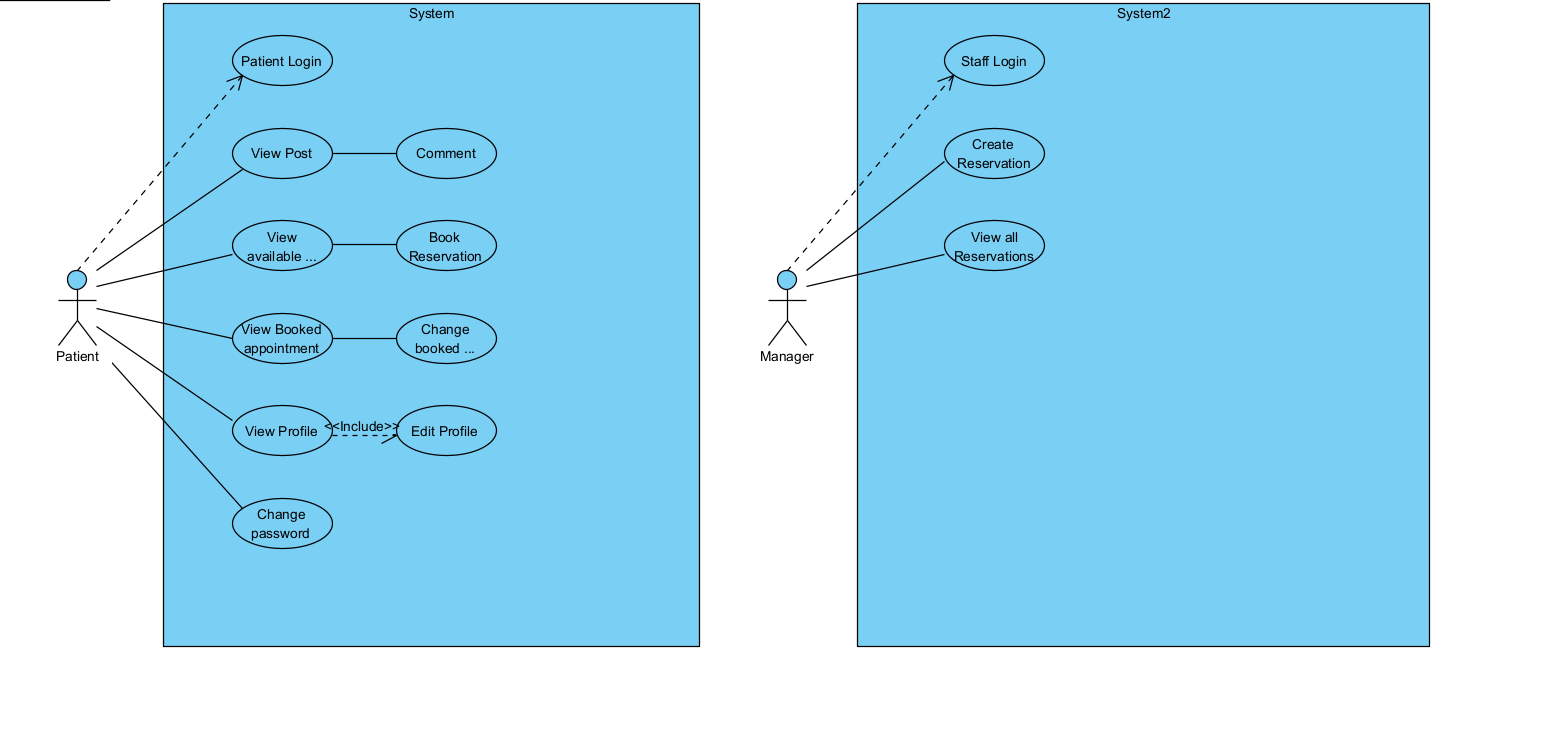 System
Patient Login
View Post
Comment
View
available ...
Book
Reservation
View Booked
appointment
Change
booked ...
Patient
View Profile
<<Include>>
Edit Profile
Change
password
System2
Staff Login
Create
Reservation
View all
Reservations
Manager